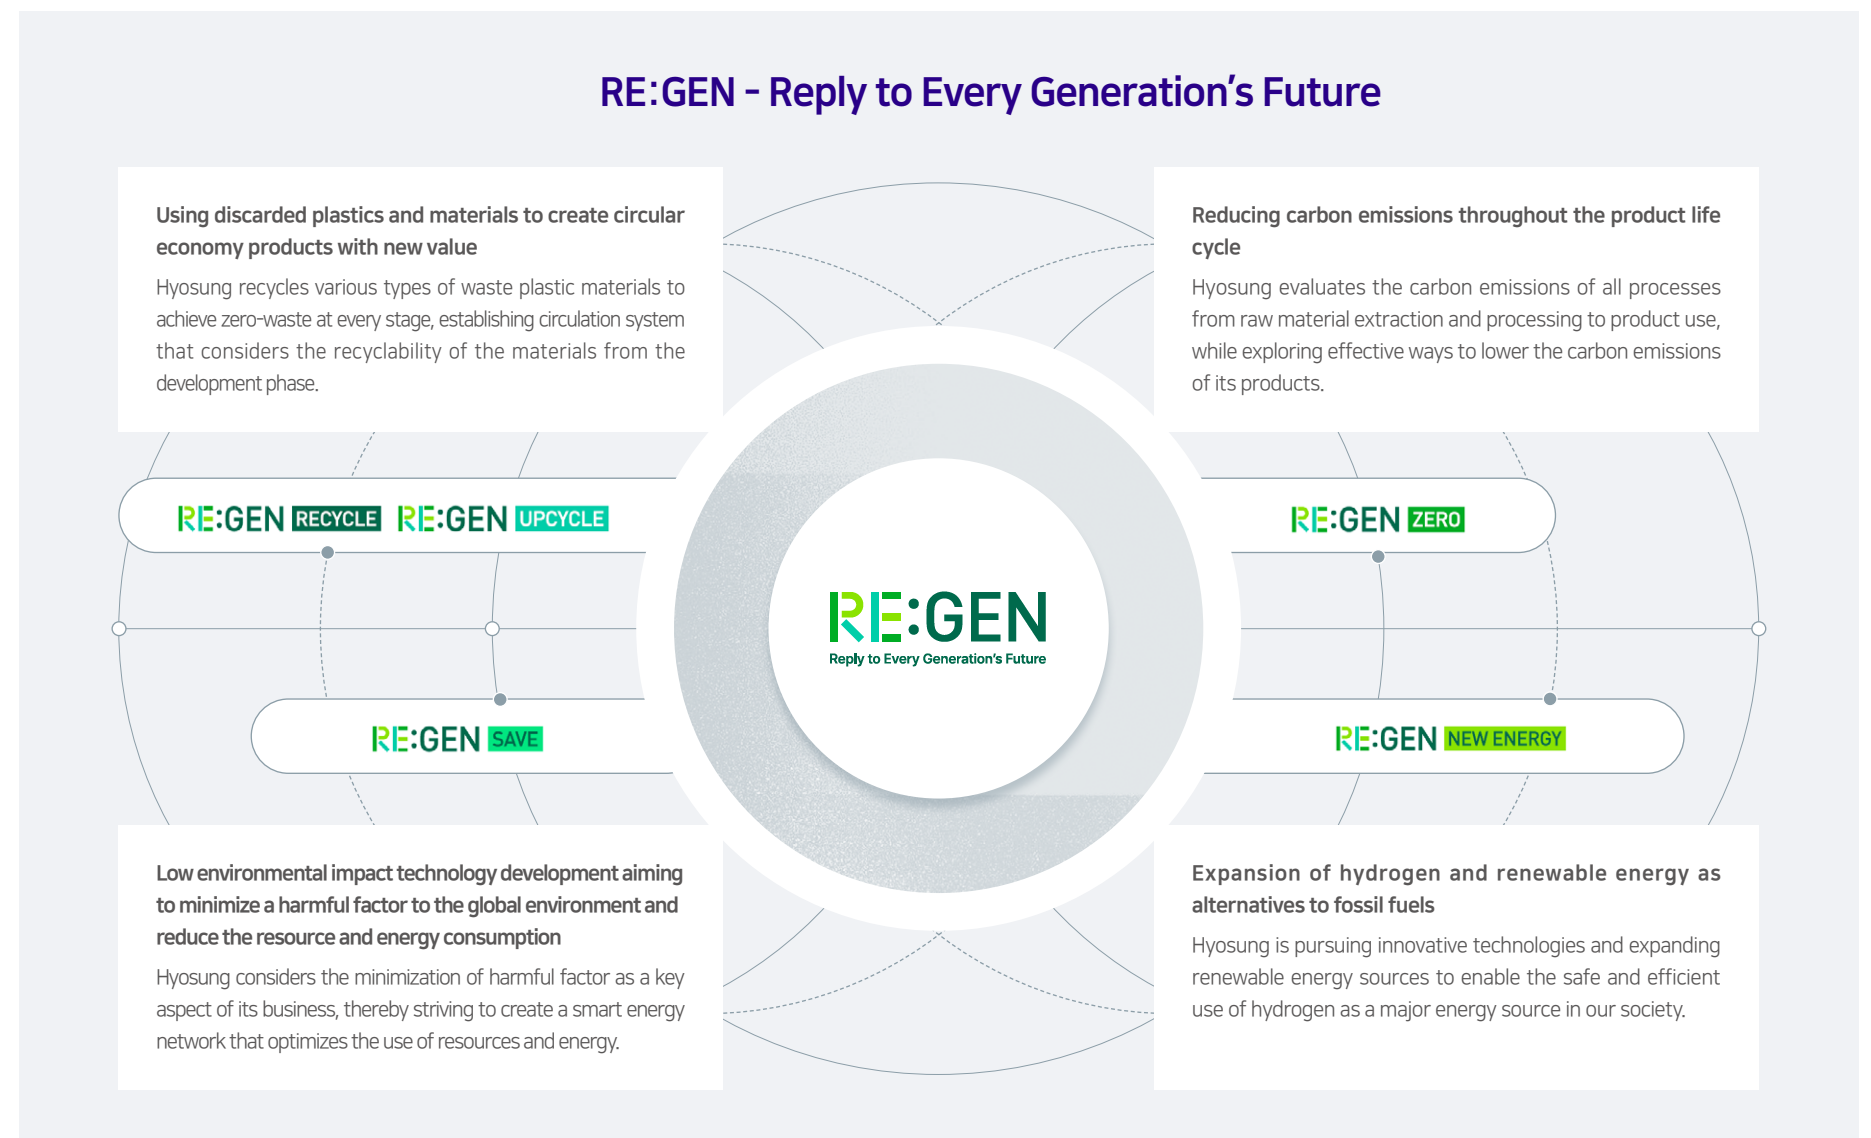 RE:GEN - Reply to Every Generation's Future
Using discarded plastics and materials to create circular
economy products with new value
Hyosung recycles various types of waste plastic materials to
achieve zero-waste at every stage, establishing circulation system
that considers the recyclability of the materials from the
development phase.
Reducing carbon emissions throughout the product life
cycle
Hyosung evaluates the carbon emissions of all processes
from raw material extraction and processing to product use,
while exploring effective ways to lower the carbon emissions
of its products.
RE:GEN RECYCLE RE:GEN UPCYCLE
RE:GEN ZERO
RE:GEN
Reply to Every Generation's Future
RE:GEN SAVE
RE:GEN NEW ENERGY
Low environmental impact technology development aiming
to minimize a harmful factor to the global environment and
reduce the resource and energy consumption
Hyosung considers the minimization of harmful factor as a key
aspect of its business, thereby striving to create a smart energy
network that optimizes the use of resources and energy.
Expansion of hydrogen and renewable energy as
alternatives to fossil fuels
Hyosung is pursuing innovative technologies and expanding
renewable energy sources to enable the safe and efficient
use of hydrogen as a major energy source in our society.